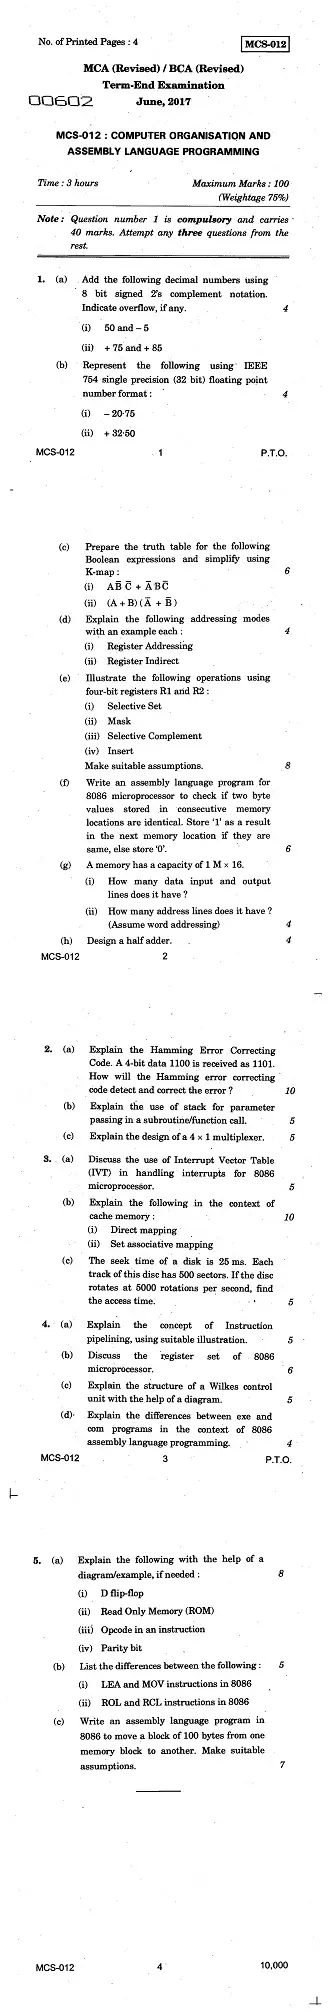 No. of Printed Pages : 4
MCS-012
MCA (Revised) / BCA (Revised)
Term-End Examination
00602
June, 2017
MCS-012 : COMPUTER ORGANISATION AND
ASSEMBLY LANGUAGE PROGRAMMING
Time : 3 hours
Maximum Marks : 100
(Weightage 75%)
Note : Question number 1 is compulsory and carries
40 marks. Attempt any three questions from the
rest.
1. (a) Add the following decimal numbers using
8 bit signed 2's complement notation.
Indicate overflow, if any. 4
(i) 50 and – 5
(ii) + 75 and + 85
(b) Represent the following using IEEE
754 single precision (32 bit) floating point
number format : 4
(i) – 20·75
(ii) + 32·50
MCS-012 1 P.T.O.
(c) Prepare the truth table for the following
Boolean expressions and simplify using
K-map : 6
(i) A B̅ C̅ + A̅ B C̅
(ii) (A + B) (A̅ + B̅)
(d) Explain the following addressing modes
with an example each : 4
(i) Register Addressing
(ii) Register Indirect
(e) Illustrate the following operations using
four-bit registers R1 and R2 :
(i) Selective Set
(ii) Mask
(iii) Selective Complement
(iv) Insert
Make suitable assumptions. 8
(f) Write an assembly language program for
8086 microprocessor to check if two byte
values stored in consecutive memory
locations are identical. Store '1' as a result
in the next memory location if they are
same, else store '0'. 6
(g) A memory has a capacity of 1 M × 16.
(i) How many data input and output
lines does it have ?
(ii) How many address lines does it have ?
(Assume word addressing) 4
(h) Design a half adder. 4
MCS-012 2
2. (a) Explain the Hamming Error Correcting
Code. A 4-bit data 1100 is received as 1101.
How will the Hamming error correcting
code detect and correct the error ? 10
(b) Explain the use of stack for parameter
passing in a subroutine/function call. 5
(c) Explain the design of a 4 × 1 multiplexer. 5
3. (a) Discuss the use of Interrupt Vector Table
(IVT) in handling interrupts for 8086
microprocessor. 5
(b) Explain the following in the context of
cache memory : 10
(i) Direct mapping
(ii) Set associative mapping
(c) The seek time of a disk is 25 ms. Each
track of this disc has 500 sectors. If the disc
rotates at 5000 rotations per second, find
the access time. 5
4. (a) Explain the concept of Instruction
pipelining, using suitable illustration. 5
(b) Discuss the register set of 8086
microprocessor. 6
(c) Explain the structure of a Wilkes control
unit with the help of a diagram. 5
(d) Explain the differences between exe and
com programs in the context of 8086
assembly language programming. 4
MCS-012 3 P.T.O.
5. (a) Explain the following with the help of a
diagram/example, if needed : 8
(i) D flip-flop
(ii) Read Only Memory (ROM)
(iii) Opcode in an instruction
(iv) Parity bit
(b) List the differences between the following : 5
(i) LEA and MOV instructions in 8086
(ii) ROL and RCL instructions in 8086
(c) Write an assembly language program in
8086 to move a block of 100 bytes from one
memory block to another. Make suitable
assumptions. 7
MCS-012 4 10,000